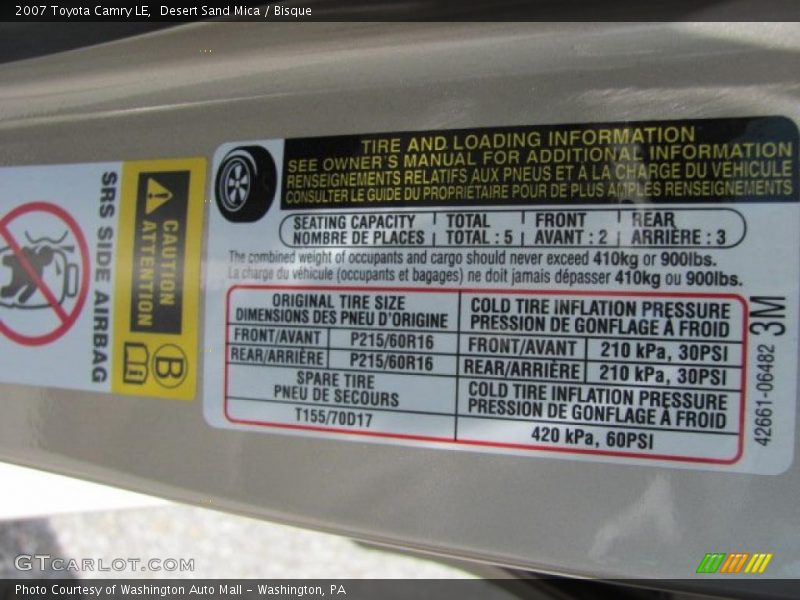 2007 Toyota Camry LE, Desert Sand Mica / Bisque
SRS SIDE AIRBAG
CAUTION
ATTENTION
B
TIRE AND LOADING INFORMATION
SEE OWNER'S MANUAL FOR ADDITIONAL INFORMATION
RENSEIGNEMENTS RELATIFS AUX PNEUS ET À LA CHARGE DU VÉHICULE
CONSULTER LE GUIDE DU PROPRIETAIRE POUR DE PLUS AMPLES RENSEIGNEMENTS
SEATING CAPACITY TOTAL FRONT REAR
NOMBRE DE PLACES TOTAL : 5 AVANT : 2 ARRIÈRE : 3
The combined weight of occupants and cargo should never exceed 410kg or 900lbs.
La charge du véhicule (occupants et bagages) ne doit jamais dépasser 410kg ou 900lbs.
ORIGINAL TIRE SIZE
DIMENSIONS DES PNEU D'ORIGINE
COLD TIRE INFLATION PRESSURE
PRESSION DE GONFLAGE À FROID
FRONT/AVANT P215/60R16
FRONT/AVANT 210 kPa, 30PSI
REAR/ARRIÈRE P215/60R16
REAR/ARRIÈRE 210 kPa, 30PSI
SPARE TIRE
PNEU DE SECOURS
COLD TIRE INFLATION PRESSURE
PRESSION DE GONFLAGE À FROID
T155/70D17
420 kPa, 60PSI
42661-06482 3M
GTCARLOT.COM
Photo Courtesy of Washington Auto Mall - Washington, PA